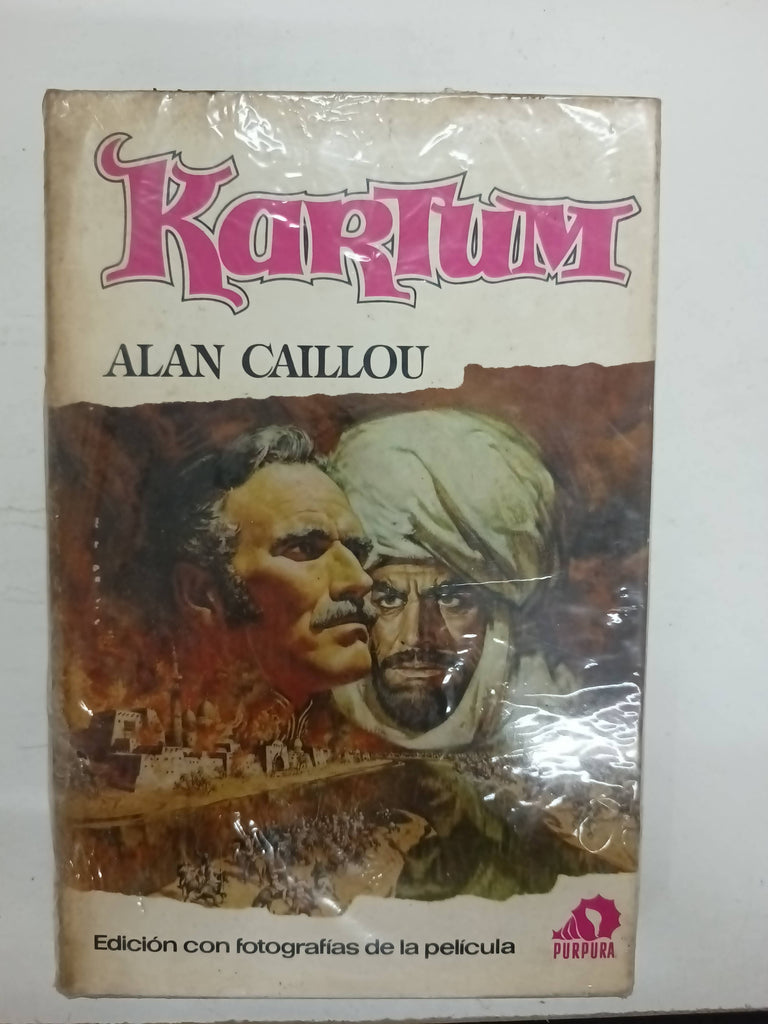 KARTUM
ALAN CAILLOU
Edición con fotografías de la película
PURPURA